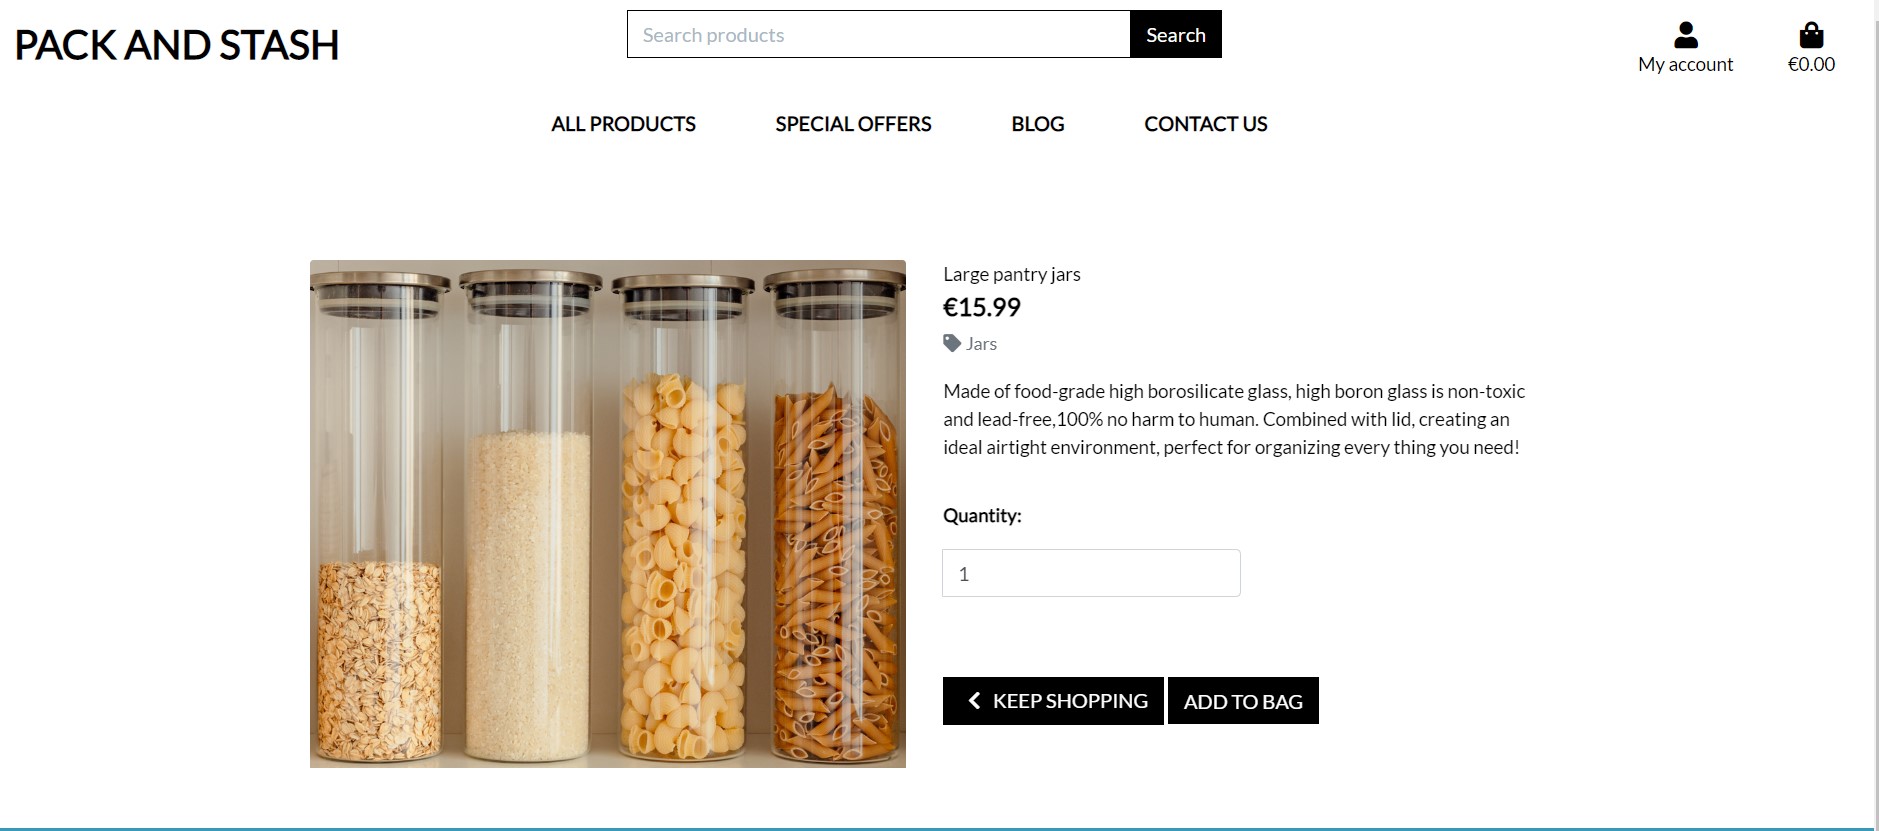 PACK AND STASH
Search products
Search
My account
€0.00
ALL PRODUCTS
SPECIAL OFFERS
BLOG
CONTACT US
Large pantry jars
€15.99
Jars
Made of food-grade high borosilicate glass, high boron glass is non-toxic
and lead-free,100% no harm to human. Combined with lid, creating an
ideal airtight environment, perfect for organizing every thing you need!
Quantity:
1
KEEP SHOPPING
ADD TO BAG